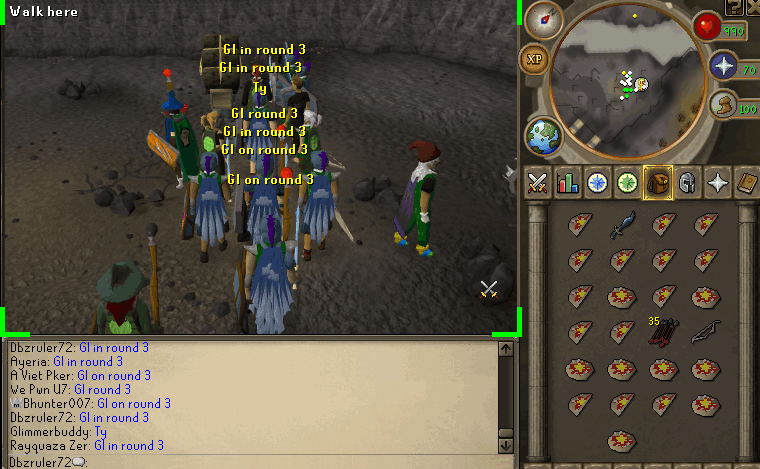 Walk here
Gl in round 3
Gl in round 3
Ty
Gl round 3
Gl in round 3
Gl on round 3
Gl on round 3
XP
990
70
100
35
Dbzruler72: Gl in round 3
Ayeria: Gl in round 3
A Viet Pker: Gl on round 3
We Pwn U7: Gl round 3
Bhunter007: Gl on round 3
Dbzruler72: Gl in round 3
Glimmerbuddy: Ty
Rayquaza Zer: Gl in round 3
Dbzruler72: